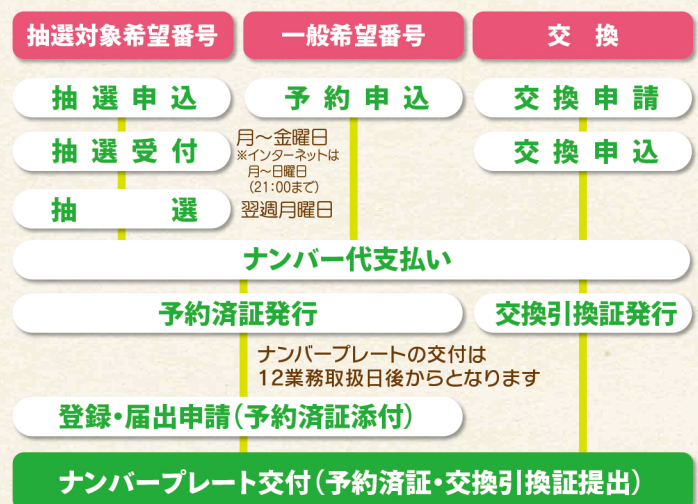 抽選対象希望番号
一般希望番号
交換
抽選申込
予約申込
交換申請
抽選受付
月～金曜日
※インターネットは
月～日曜日
(21:00まで)
交換申込
抽選
翌週月曜日
ナンバー代支払い
予約済証発行
交換引換証発行
ナンバープレートの交付は
12業務取扱日後からとなります
登録・届出申請(予約済証添付)
ナンバープレート交付(予約済証・交換引換証提出)